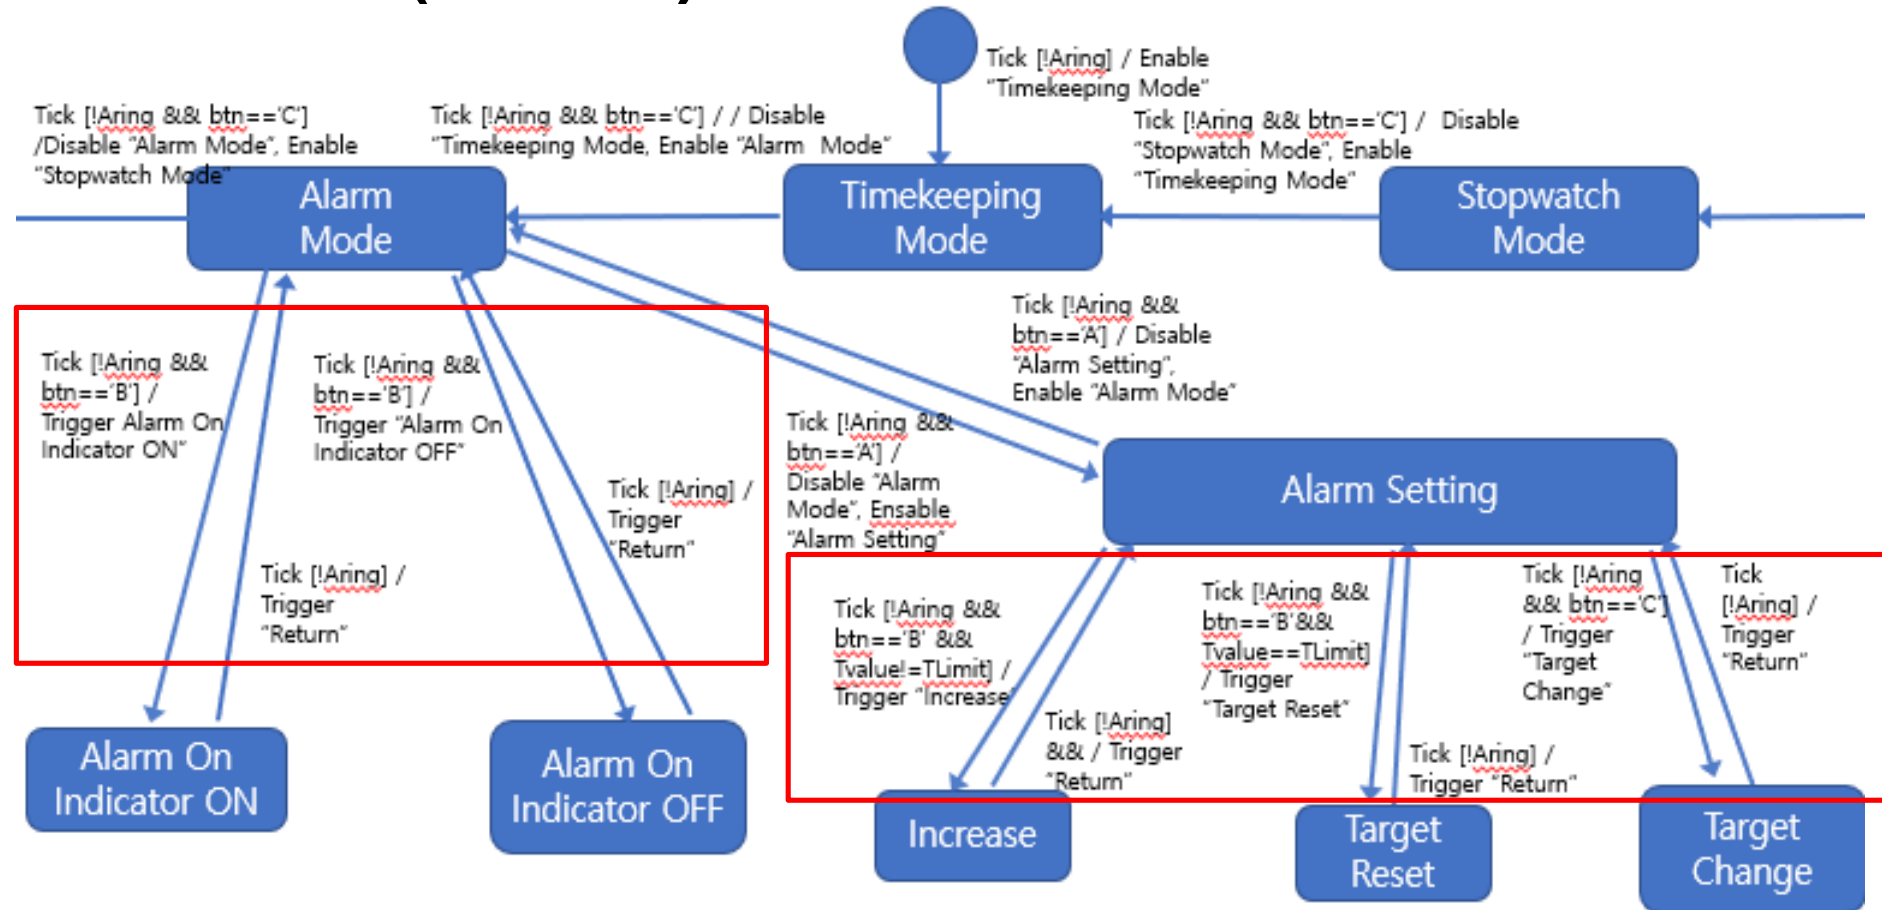 Tick [!Aring] / Enable
"Timekeeping Mode"
Tick [!Aring && btn=='C']
/Disable "Alarm Mode", Enable
"Stopwatch Mode"
Tick [!Aring && btn=='C'] / / Disable
"Timekeeping Mode, Enable "Alarm Mode"
Tick [!Aring && btn=='C'] / Disable
"Stopwatch Mode", Enable
"Timekeeping Mode"
Alarm
Mode
Timekeeping
Mode
Stopwatch
Mode
Tick [!Aring &&
btn=='A'] / Disable
"Alarm Setting",
Enable "Alarm Mode"
Tick [!Aring &&
btn=='B'] /
Trigger Alarm On
Indicator ON"
Tick [!Aring &&
btn=='B'] /
Trigger "Alarm On
Indicator OFF"
Tick [!Aring &&
btn=='A'] /
Disable "Alarm
Mode", Ensable
"Alarm Setting"
Alarm Setting
Tick [!Aring] /
Trigger
"Return"
Tick [!Aring] /
Trigger
"Return"
Tick [!Aring &&
btn=='B' &&
Tvalue!=TLimit] /
Trigger "Increase"
Tick [!Aring]
&& / Trigger
"Return"
Tick [!Aring &&
btn=='B'&&
Tvalue==TLimit]
/ Trigger
"Target Reset"
Tick [!Aring] /
Trigger "Return"
Tick [!Aring
&& btn=='C']
/ Trigger
"Target
Change"
Tick
[!Aring] /
Trigger
"Return"
Alarm On
Indicator ON
Alarm On
Indicator OFF
Increase
Target
Reset
Target
Change